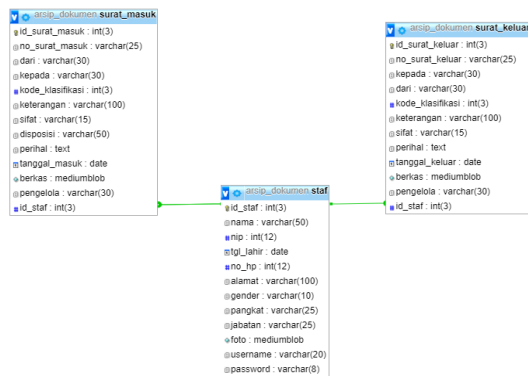 arsip_dokumen surat_masuk
id_surat_masuk : int(3)
no_surat_masuk : varchar(25)
dari : varchar(30)
kepada : varchar(30)
kode_klasifikasi : int(3)
keterangan : varchar(100)
sifat : varchar(15)
disposisi : varchar(50)
perihal : text
tanggal_masuk : date
berkas : mediumblob
pengelola : varchar(30)
id_staf : int(3)
arsip_dokumen surat_keluar
id_surat_keluar : int(3)
no_surat_keluar : varchar(25)
kepada : varchar(30)
dari : varchar(30)
kode_klasifikasi : int(3)
keterangan : varchar(100)
sifat : varchar(15)
perihal : text
tanggal_keluar : date
berkas : mediumblob
pengelola : varchar(30)
id_staf : int(3)
arsip_dokumen staf
id_staf : int(3)
nama : varchar(50)
nip : int(12)
tgl_lahir : date
no_hp : int(12)
alamat : varchar(100)
gender : varchar(10)
pangkat : varchar(25)
jabatan : varchar(25)
foto : mediumblob
username : varchar(20)
password : varchar(8)